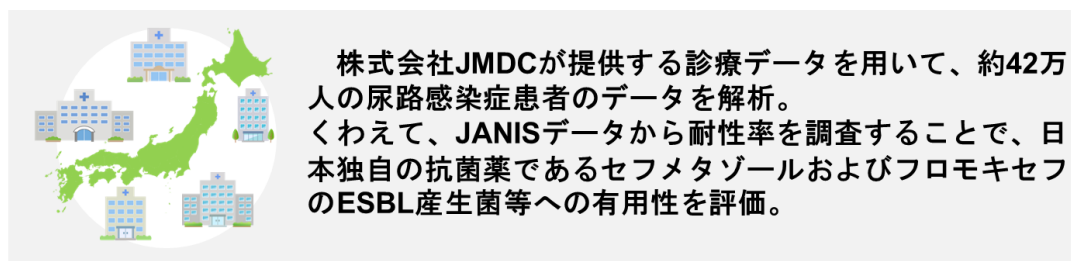 株式会社JMDCが提供する診療データを用いて、約42万
人の尿路感染症患者のデータを解析。
くわえて、JANISデータから耐性率を調査することで、日
本独自の抗菌薬であるセフメタゾールおよびフロモキセフ
のESBL産生菌等への有用性を評価。